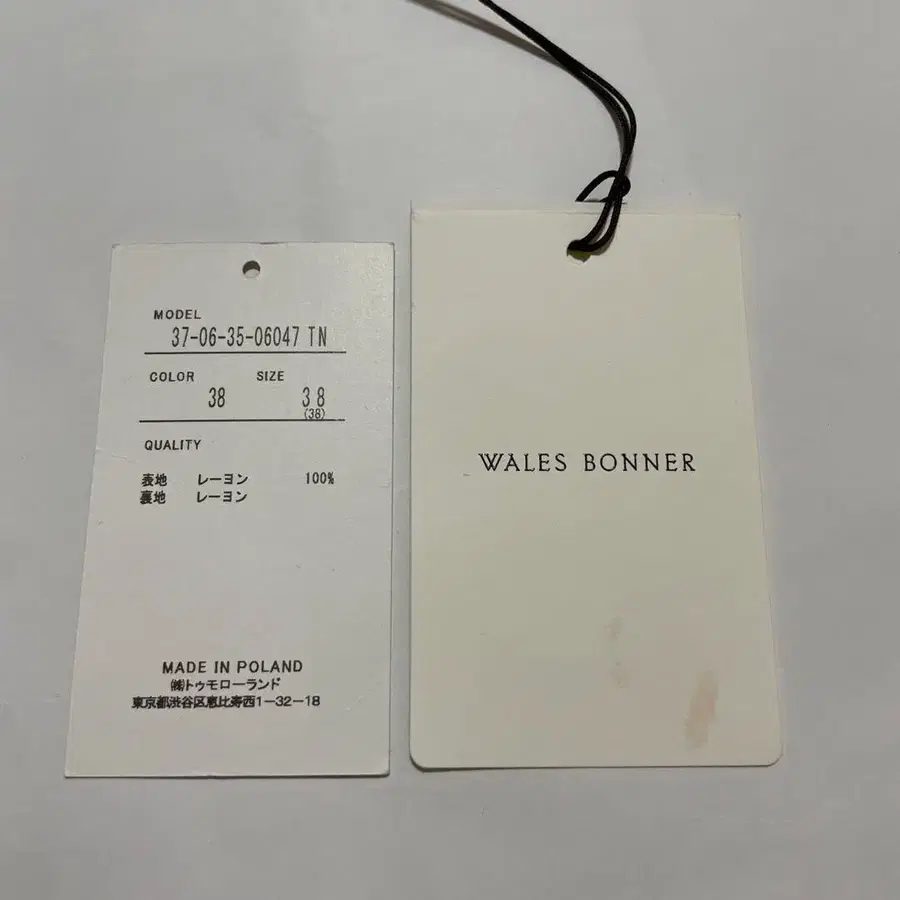 MODEL
37-06-35-06047 TN
COLOR SIZE
38 38
(38)
QUALITY
表地 レーヨン 100%
裏地 レーヨン
MADE IN POLAND
㈱トゥモローランド
東京都渋谷区恵比寿西1-32-18
WALES BONNER